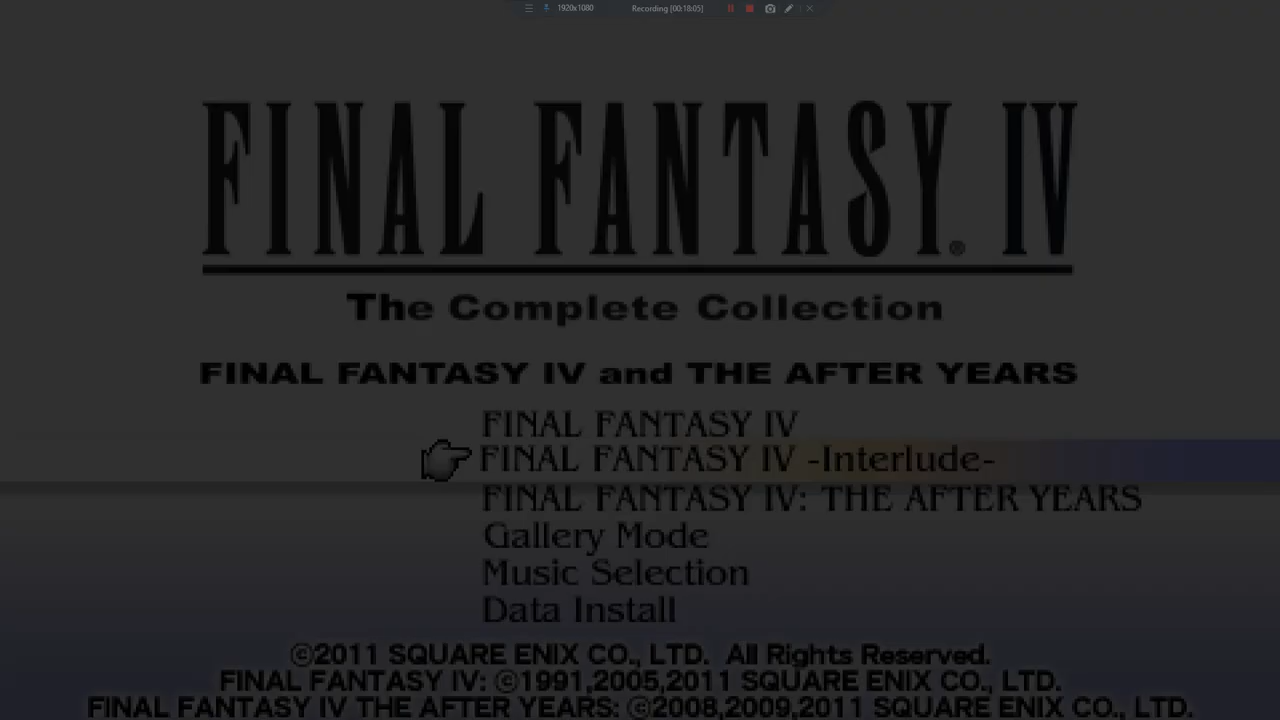 1920x1080 Recording [00:18:05]
FINAL FANTASY® IV
The Complete Collection
FINAL FANTASY IV and THE AFTER YEARS
FINAL FANTASY IV
FINAL FANTASY IV -Interlude-
FINAL FANTASY IV: THE AFTER YEARS
Gallery Mode
Music Selection
Data Install
©2011 SQUARE ENIX CO., LTD. All Rights Reserved.
FINAL FANTASY IV: ©1991,2005,2011 SQUARE ENIX CO., LTD.
FINAL FANTASY IV THE AFTER YEARS: ©2008,2009,2011 SQUARE ENIX CO., LTD.